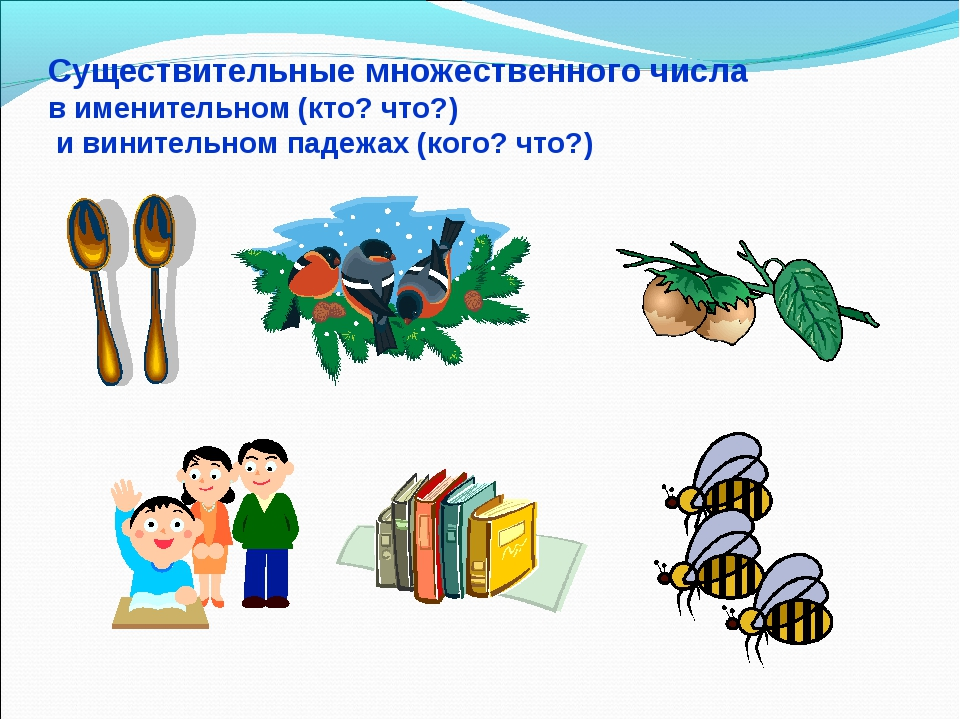 Существительные множественного числа
в именительном (кто? что?)
и винительном падежах (кого? что?)